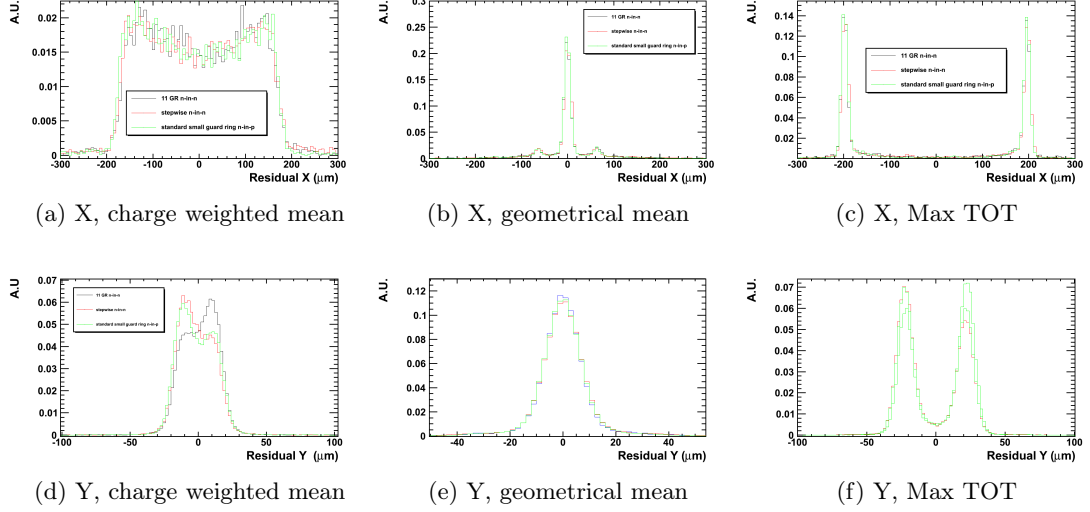 A.U.
0.02
0.015
0.01
0.005
0
11 GR n-in-n
stepwise n-in-n
standard small guard ring n-in-p
-300 -200 -100 0 100 200 300
Residual X (μm)
(a) X, charge weighted mean
A.U.
0.3
0.25
0.2
0.15
0.1
0.05
0
11 GR n-in-n
stepwise n-in-n
standard small guard ring n-in-p
-300 -200 -100 0 100 200 300
Residual X (μm)
(b) X, geometrical mean
A.U.
0.14
0.12
0.1
0.08
0.06
0.04
0.02
11 GR n-in-n
stepwise n-in-n
standard small guard ring n-in-p
-300 -200 -100 0 100 200 300
Residual X (μm)
(c) X, Max TOT
A.U
0.07
0.06
0.05
0.04
0.03
0.02
0.01
0
11 GR n-in-n
stepwise n-in-n
standard small guard ring n-in-p
-100 -50 0 50 100
Residual Y (μm)
(d) Y, charge weighted mean
A.U.
0.12
0.1
0.08
0.06
0.04
0.02
0
-40 -20 0 20 40
Residual Y (μm)
(e) Y, geometrical mean
A.U.
0.07
0.06
0.05
0.04
0.03
0.02
0.01
0
-100 -50 0 50 100
Residual Y (μm)
(f) Y, Max TOT